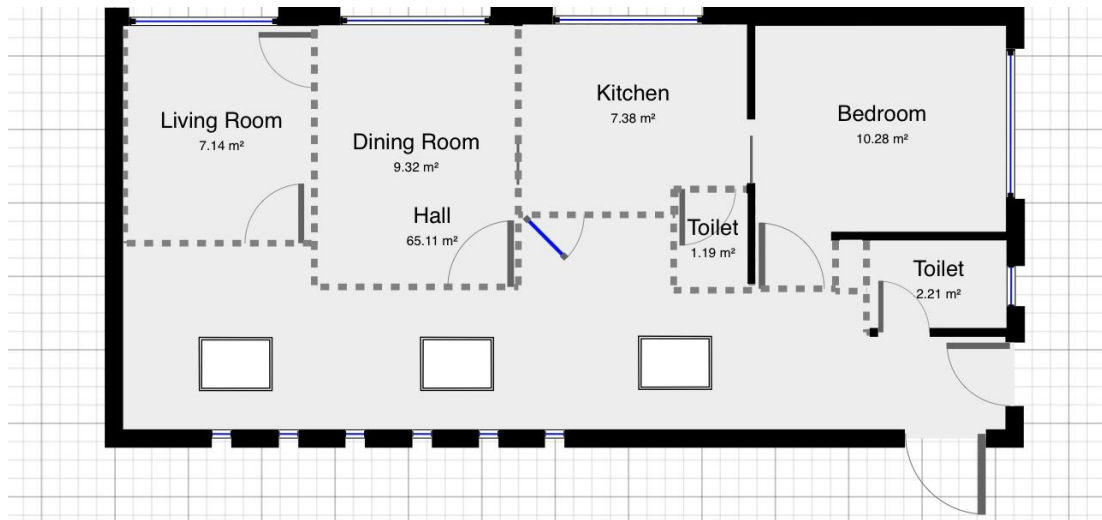 Living Room
7.14 m²
Dining Room
9.32 m²
Hall
65.11 m²
Kitchen
7.38 m²
Toilet
1.19 m²
Bedroom
10.28 m²
Toilet
2.21 m²